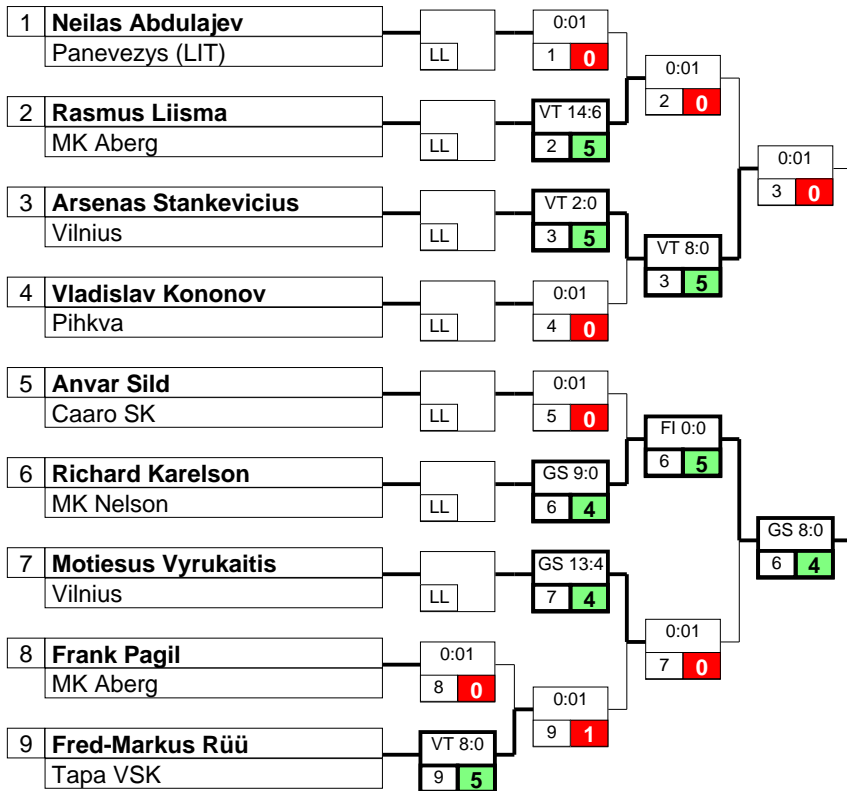 1 Neilas Abdulajev
Panevezys (LIT)
LL
0:01
1 0
0:01
2 0
2 Rasmus Liisma
MK Aberg
LL
VT 14:6
2 5
0:01
3 0
3 Arsenas Stankevicius
Vilnius
LL
VT 2:0
3 5
VT 8:0
3 5
4 Vladislav Kononov
Pihkva
LL
0:01
4 0
5 Anvar Sild
Caaro SK
LL
0:01
5 0
FI 0:0
6 5
6 Richard Karelson
MK Nelson
LL
GS 9:0
6 4
GS 8:0
6 4
7 Motiesus Vyrukaitis
Vilnius
LL
GS 13:4
7 4
0:01
7 0
8 Frank Pagil
MK Aberg
0:01
8 0
0:01
9 1
9 Fred-Markus Rüü
Tapa VSK
VT 8:0
9 5